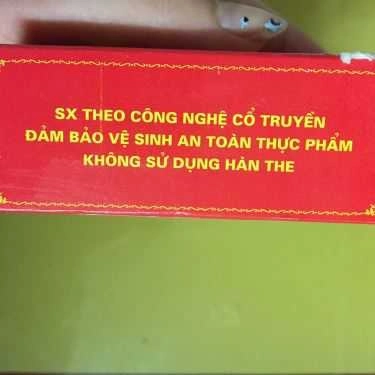 SX THEO CÔNG NGHỆ CỔ TRUYỀN
ĐẢM BẢO VỆ SINH AN TOÀN THỰC PHẨM
KHÔNG SỬ DỤNG HÀN THE